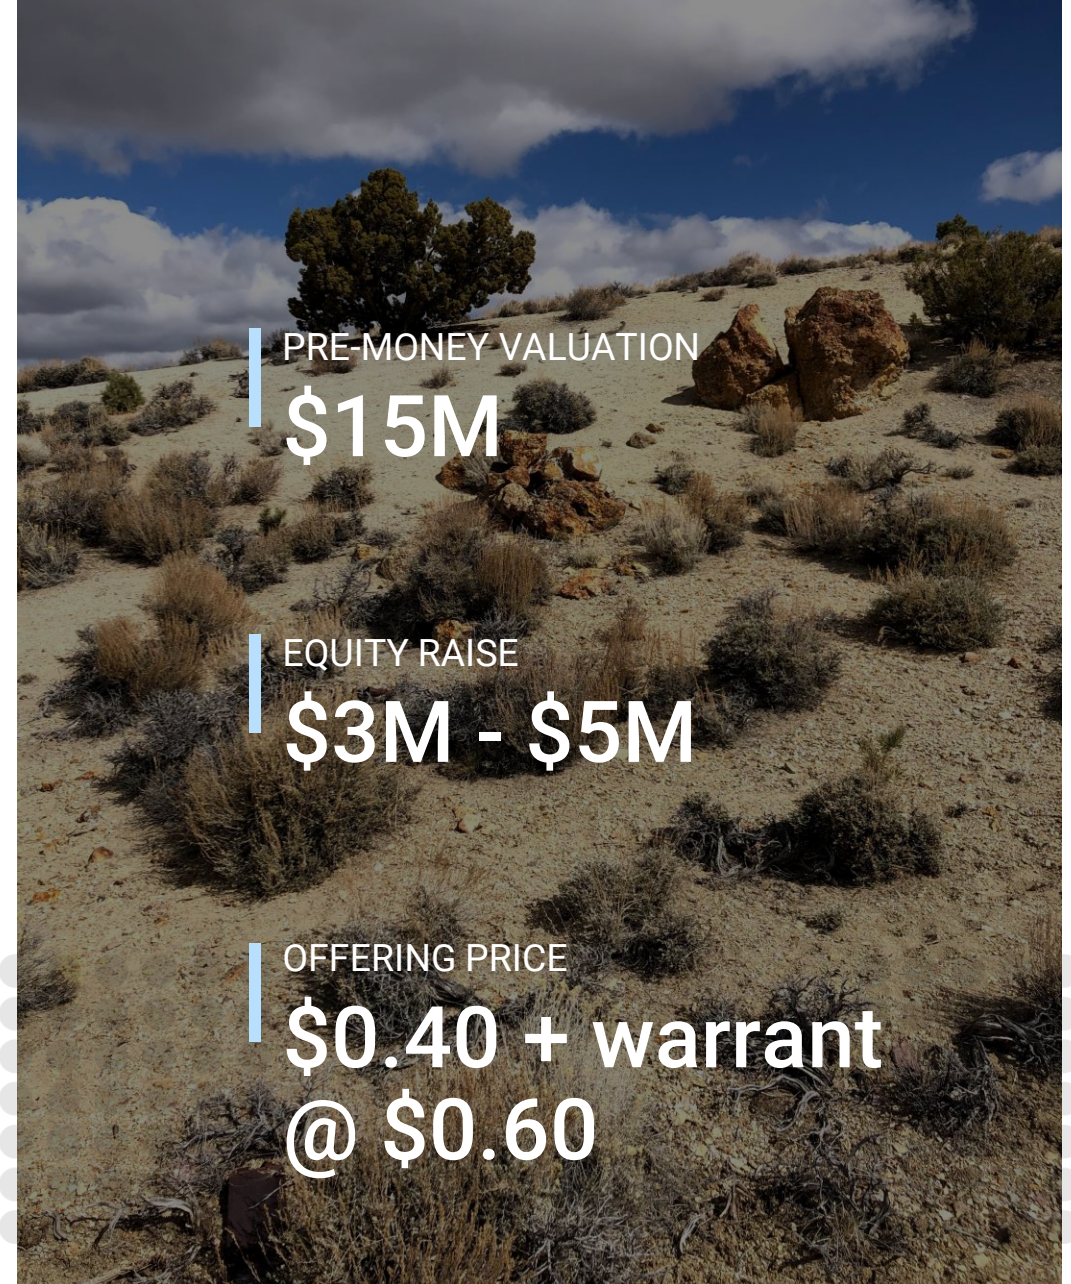 PRE-MONEY VALUATION
$15M
EQUITY RAISE
$3M - $5M
OFFERING PRICE
$0.40 + warrant
@ $0.60